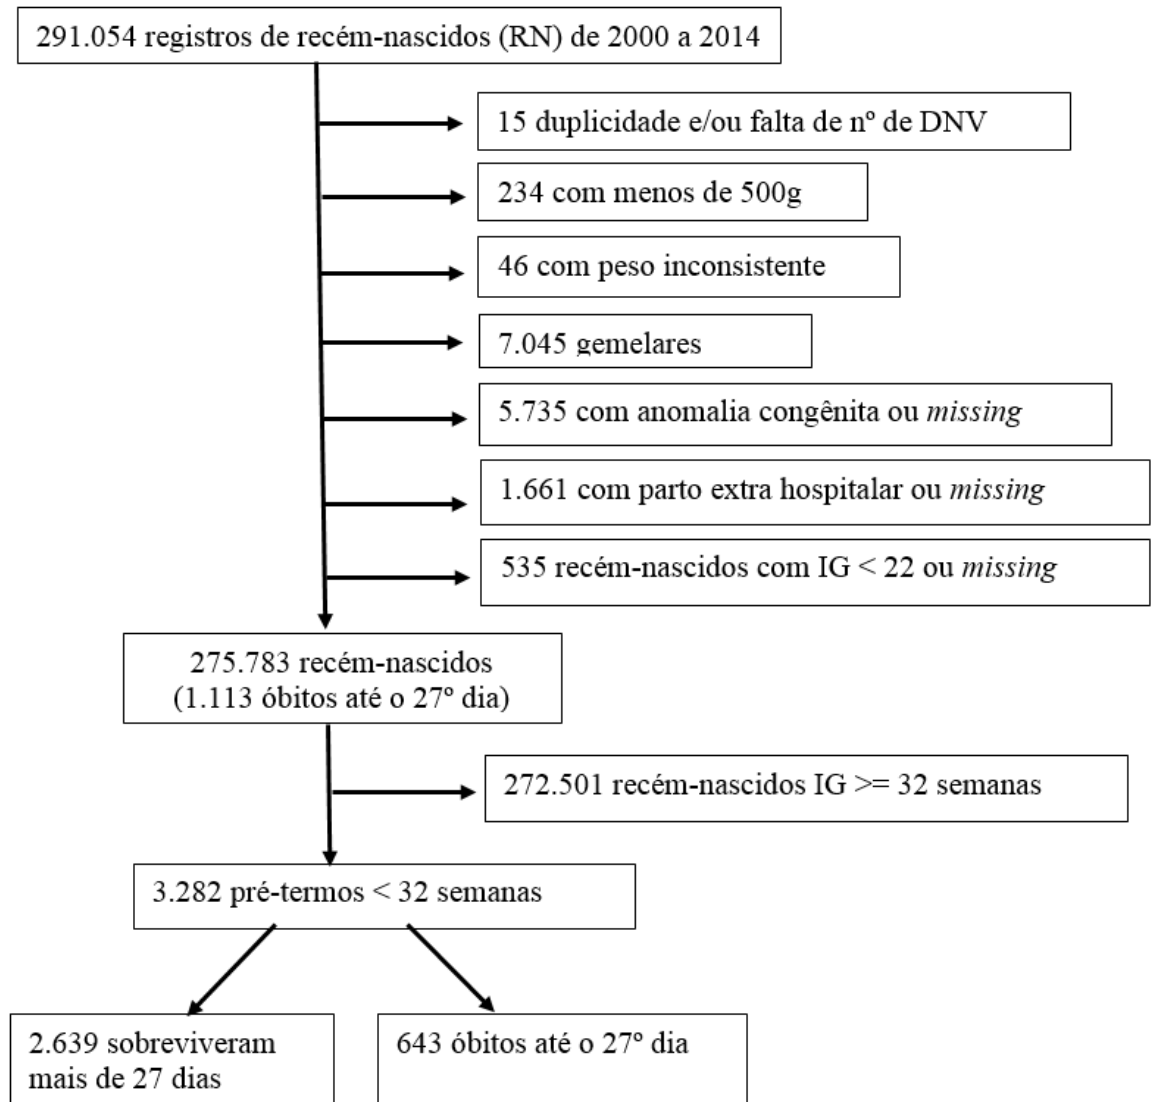 291.054 registros de recém-nascidos (RN) de 2000 a 2014
15 duplicidade e/ou falta de nº de DNV
234 com menos de 500g
46 com peso inconsistente
7.045 gemelares
5.735 com anomalia congênita ou missing
1.661 com parto extra hospitalar ou missing
535 recém-nascidos com IG < 22 ou missing
275.783 recém-nascidos
(1.113 óbitos até o 27º dia)
272.501 recém-nascidos IG >= 32 semanas
3.282 pré-termos < 32 semanas
2.639 sobreviveram
mais de 27 dias
643 óbitos até o 27º dia